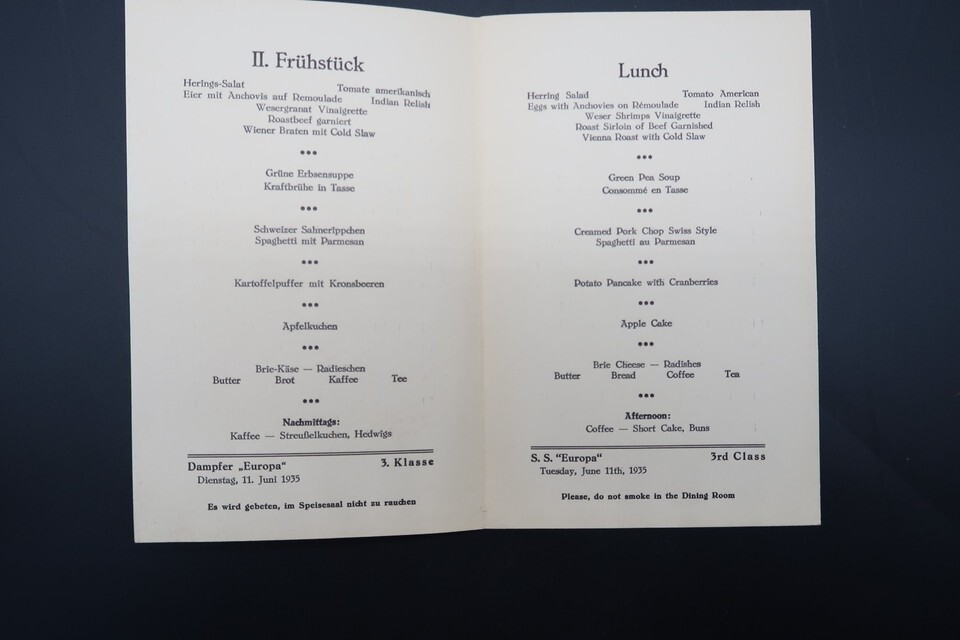 II. Frühstück
Herings-Salat Tomate amerikanisch
Eier mit Anchovis auf Remoulade Indian Relish
Wesergranat Vinaigrette
Roastbeef garniert
Wiener Braten mit Cold Slaw
***
Grüne Erbsensuppe
Kraftbrühe in Tasse
***
Schweizer Sahnerippchen
Spaghetti mit Parmesan
***
Kartoffelpuffer mit Kronsbeeren
***
Apfelkuchen
***
Brie-Käse — Radieschen
Butter Brot Kaffee Tee
***
Nachmittags:
Kaffee — Streußelkuchen, Hedwigs
Dampfer „Europa“ 3. Klasse
Dienstag, 11. Juni 1935
Es wird gebeten, im Speisesaal nicht zu rauchen
Lunch
Herring Salad Tomato American
Eggs with Anchovies on Rémoulade Indian Relish
Weser Shrimps Vinaigrette
Roast Sirloin of Beef Garnished
Vienna Roast with Cold Slaw
***
Green Pea Soup
Consommé en Tasse
***
Creamed Pork Chop Swiss Style
Spaghetti au Parmesan
***
Potato Pancake with Cranberries
***
Apple Cake
***
Brie Cheese — Radishes
Butter Bread Coffee Tea
***
Afternoon:
Coffee — Short Cake, Buns
S. S. “Europa“ 3rd Class
Tuesday, June 11th, 1935
Please, do not smoke in the Dining Room